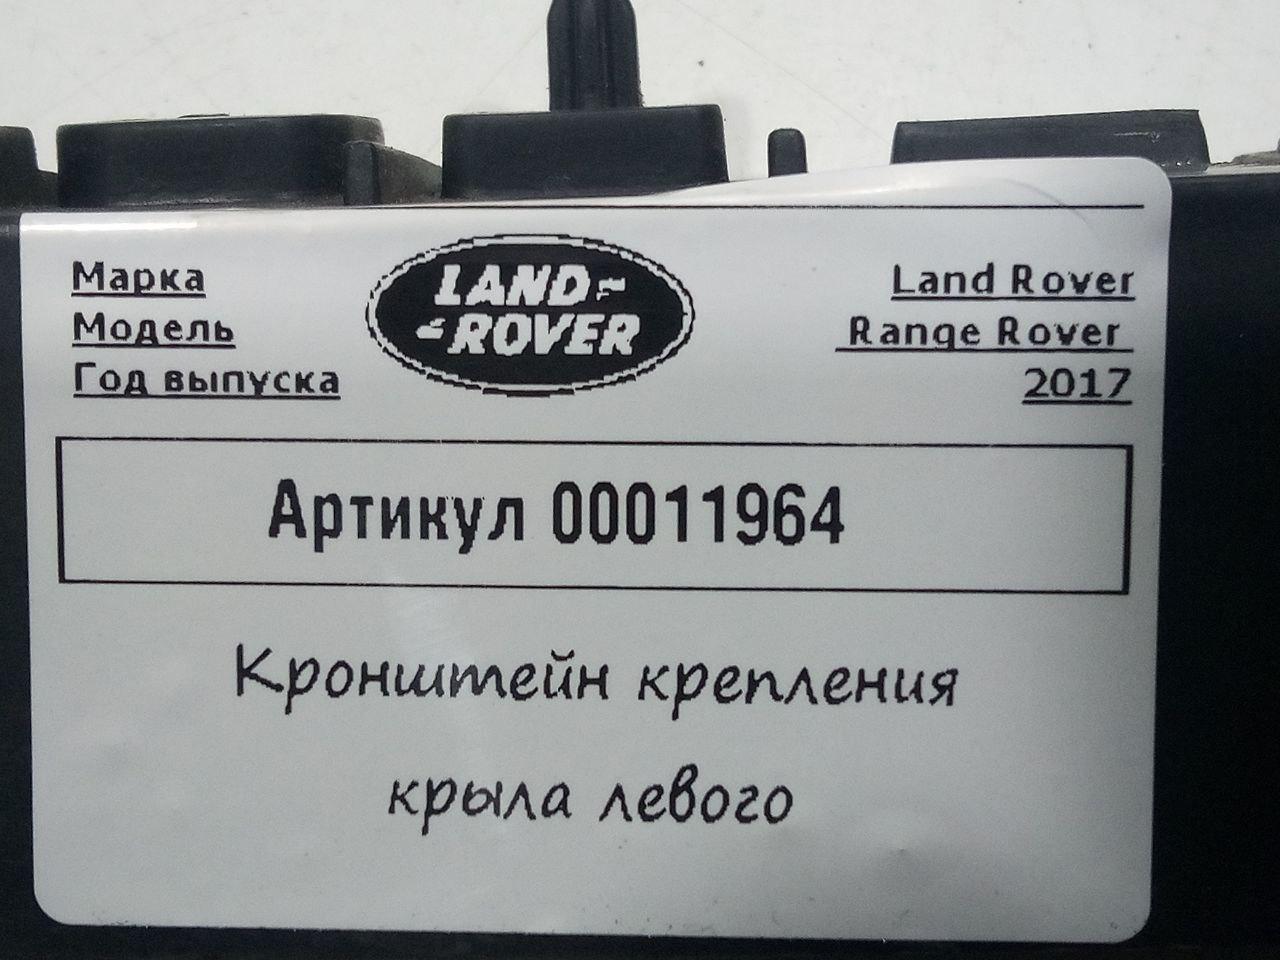 Марка
LAND
ROVER
Land Rover
Модель
Range Rover
Год выпуска
2017
Артикул 00011964
Кронштейн крепления
крыла левого